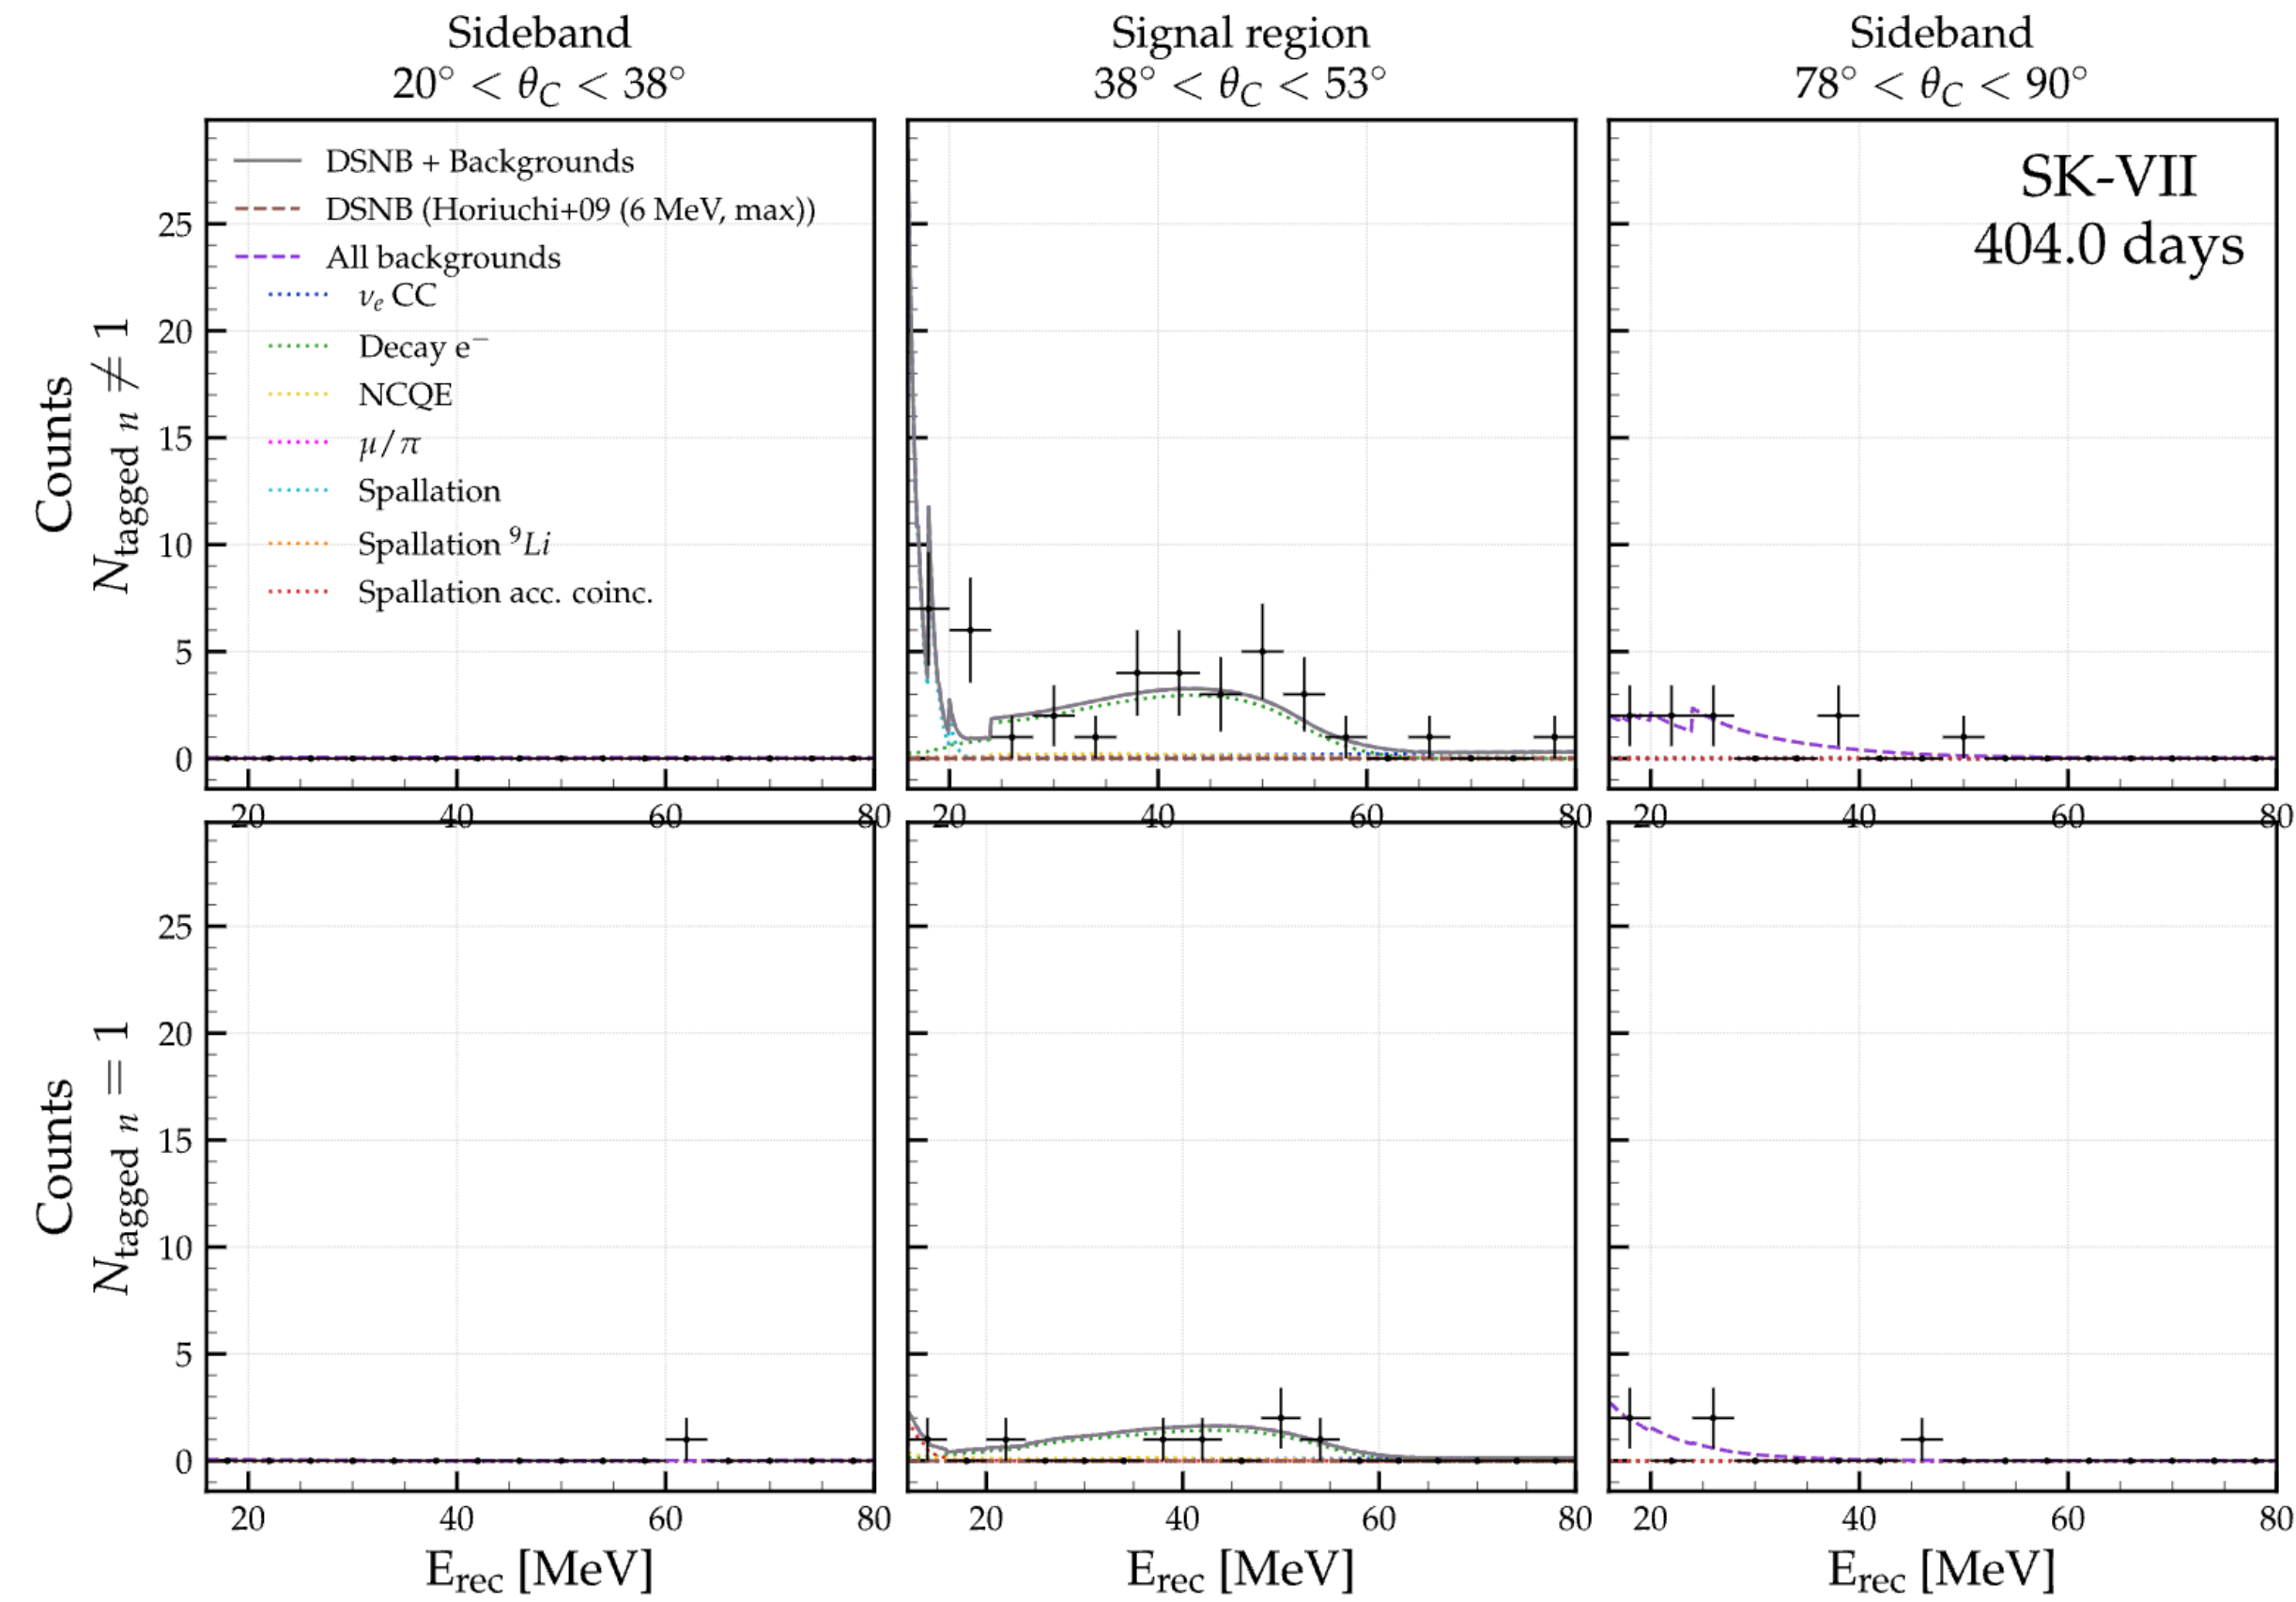 Sideband
20° < θ_C < 38°
Signal region
38° < θ_C < 53°
Sideband
78° < θ_C < 90°
DSNB + Backgrounds
DSNB (Horiuchi+09 (6 MeV, max))
All backgrounds
ν_e CC
Decay e⁻
NCQE
μ/π
Spallation
Spallation ⁹Li
Spallation acc. coinc.
SK-VII
404.0 days
Counts
N_tagged n ≠ 1
25
20
15
10
5
0
20 40 60 80
20 40 60 80
20 40 60 80
Counts
N_tagged n = 1
25
20
15
10
5
0
20 40 60 80
20 40 60 80
20 40 60 80
E_rec [MeV]
E_rec [MeV]
E_rec [MeV]